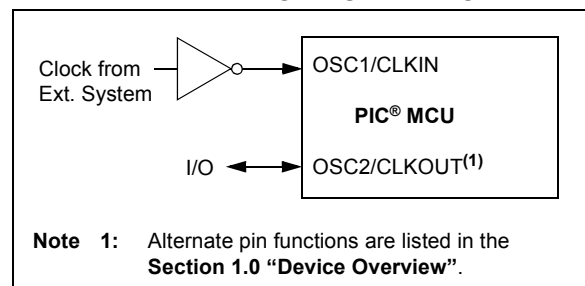 Clock from
Ext. System
OSC1/CLKIN
PIC® MCU
I/O
OSC2/CLKOUT(1)
Note 1: Alternate pin functions are listed in the
Section 1.0 “Device Overview”.